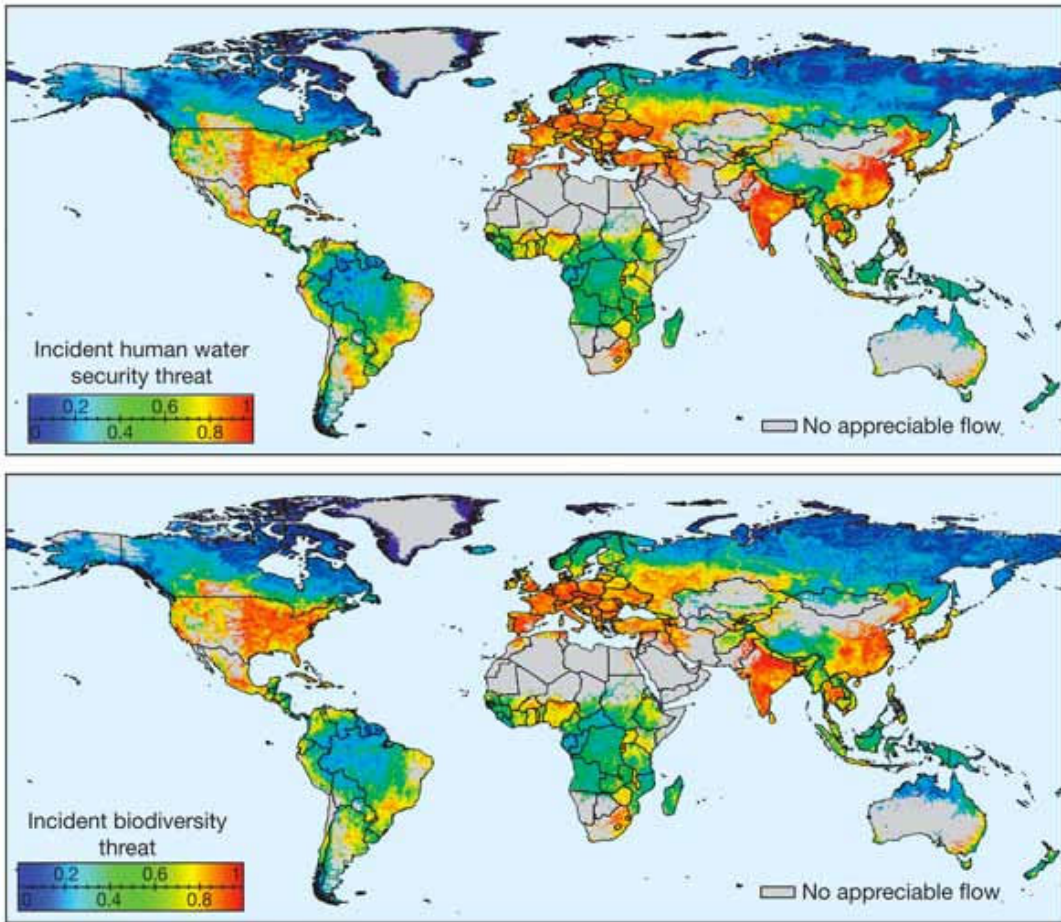 Incident human water
security threat
0.2 0.6 1
0 0.4 0.8
No appreciable flow
Incident biodiversity
threat
0.2 0.6 1
0 0.4 0.8
No appreciable flow